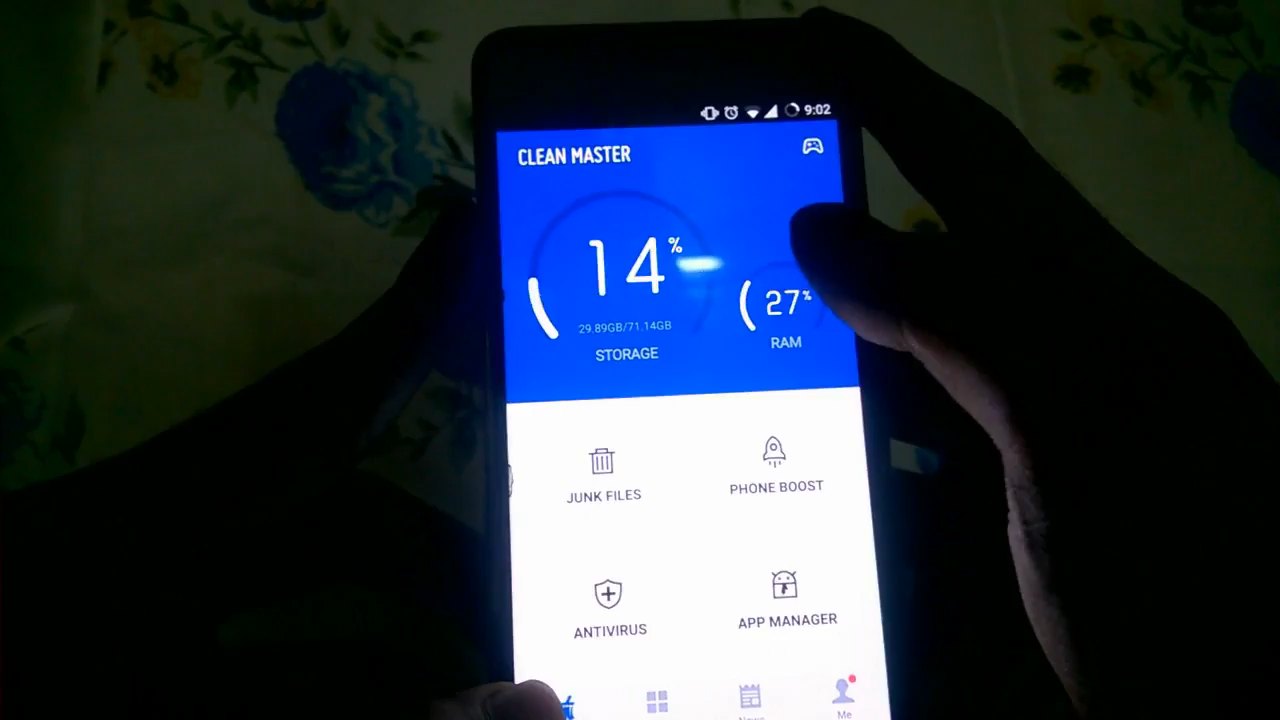 9:02
CLEAN MASTER
14%
29.89GB/71.14GB
STORAGE
27%
RAM
JUNK FILES
PHONE BOOST
ANTIVIRUS
APP MANAGER
Me